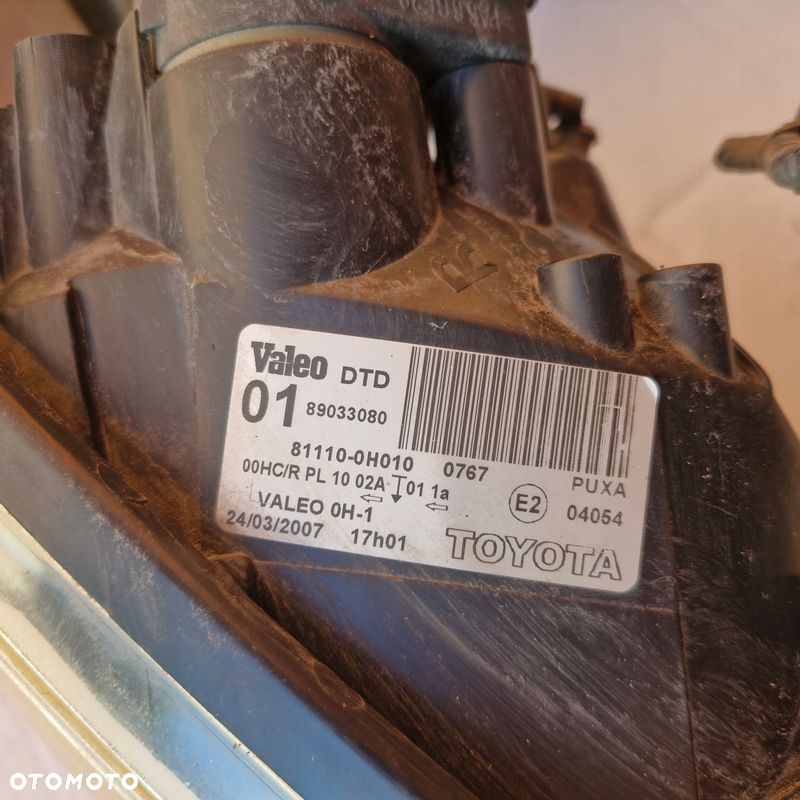 Valeo DTD
01 89033080
81110-0H010 0767
00HC/R PL 10 02A 01 1a
PUXA
E2
04054
VALEO 0H-1
24/03/2007 17h01
TOYOTA
R
OTOMOTO